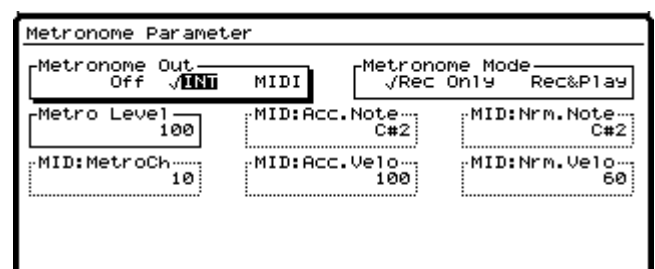 Metronome Parameter
Metronome Out
Off √INT MIDI
Metronome Mode
√Rec Only Rec&Play
Metro Level
100
MID:Acc.Note
C#2
MID:Nrm.Note
C#2
MID:MetroCh
10
MID:Acc.Velo
100
MID:Nrm.Velo
60